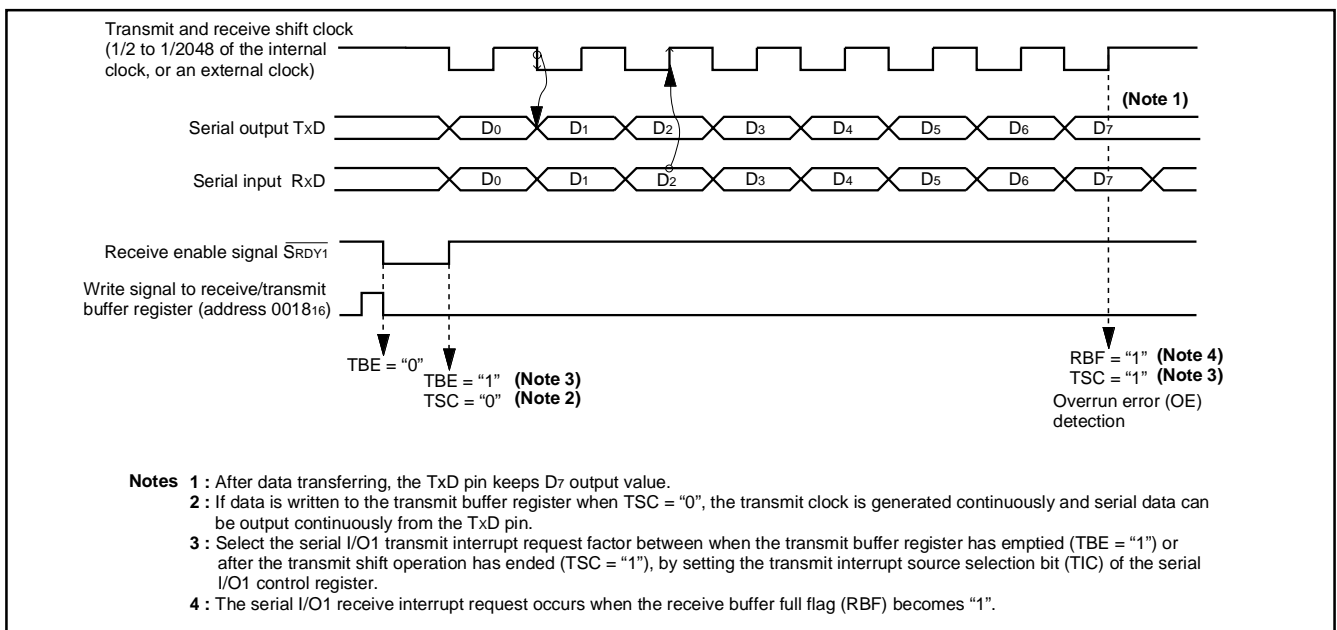 Transmit and receive shift clock
(1/2 to 1/2048 of the internal
clock, or an external clock)
(Note 1)
Serial output TxD
D0 D1 D2 D3 D4 D5 D6 D7
Serial input RxD
D0 D1 D2 D3 D4 D5 D6 D7
Receive enable signal SRDY1
Write signal to receive/transmit
buffer register (address 001816)
TBE = “0”
TBE = “1” (Note 3)
TSC = “0” (Note 2)
RBF = “1” (Note 4)
TSC = “1” (Note 3)
Overrun error (OE)
detection
Notes 1 : After data transferring, the TxD pin keeps D7 output value.
2 : If data is written to the transmit buffer register when TSC = “0”, the transmit clock is generated continuously and serial data can
be output continuously from the TxD pin.
3 : Select the serial I/O1 transmit interrupt request factor between when the transmit buffer register has emptied (TBE = “1”) or
after the transmit shift operation has ended (TSC = “1”), by setting the transmit interrupt source selection bit (TIC) of the serial
I/O1 control register.
4 : The serial I/O1 receive interrupt request occurs when the receive buffer full flag (RBF) becomes “1”.